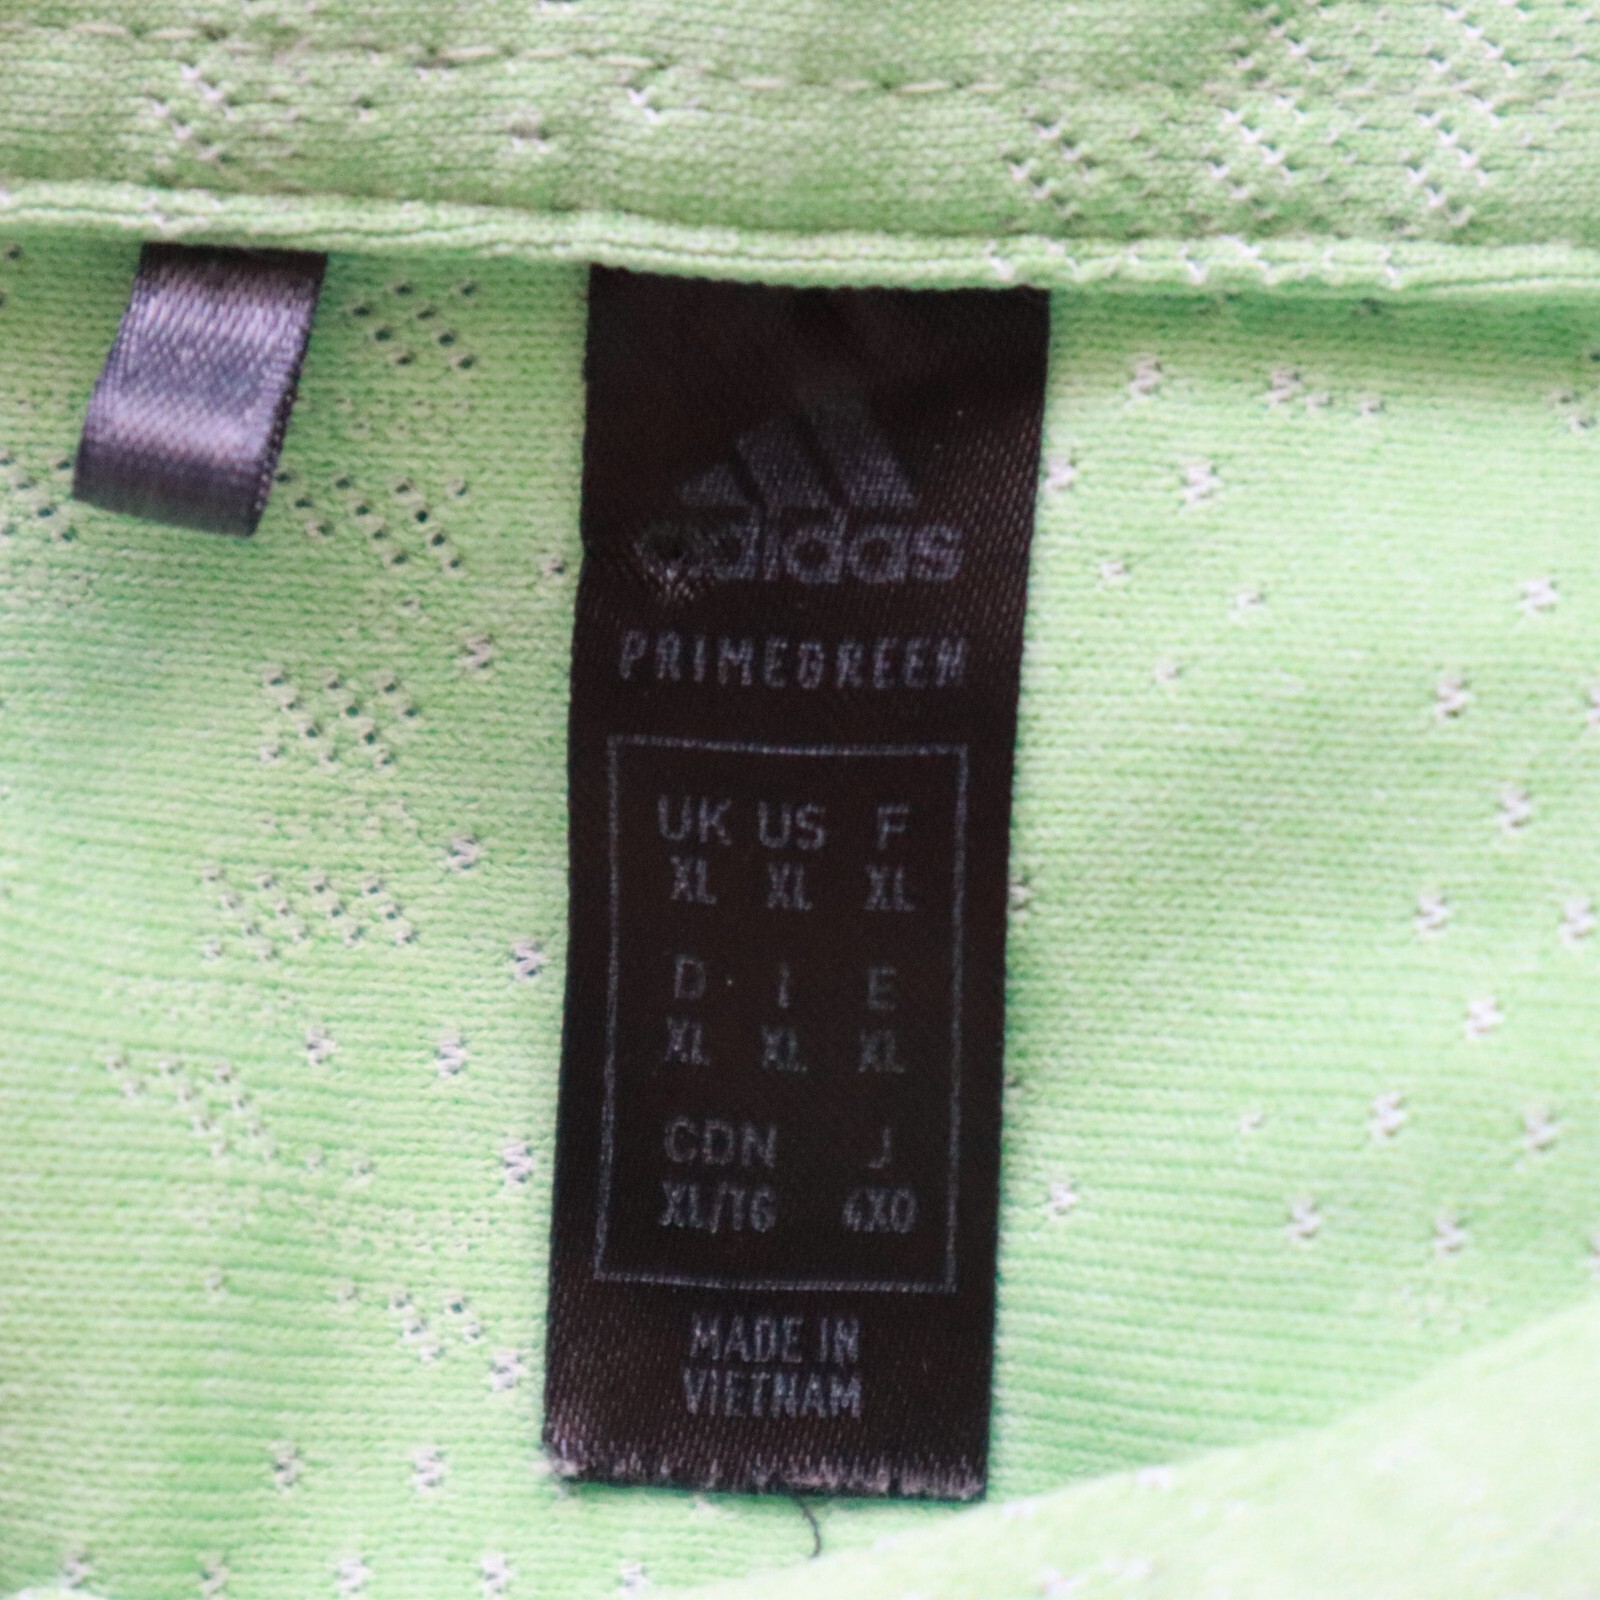 adidas
PRIMEGREEN
UK US F
XL XL XL
D I E
XL XL XL
CDN J
XL/TG 4XO
MADE IN
VIETNAM